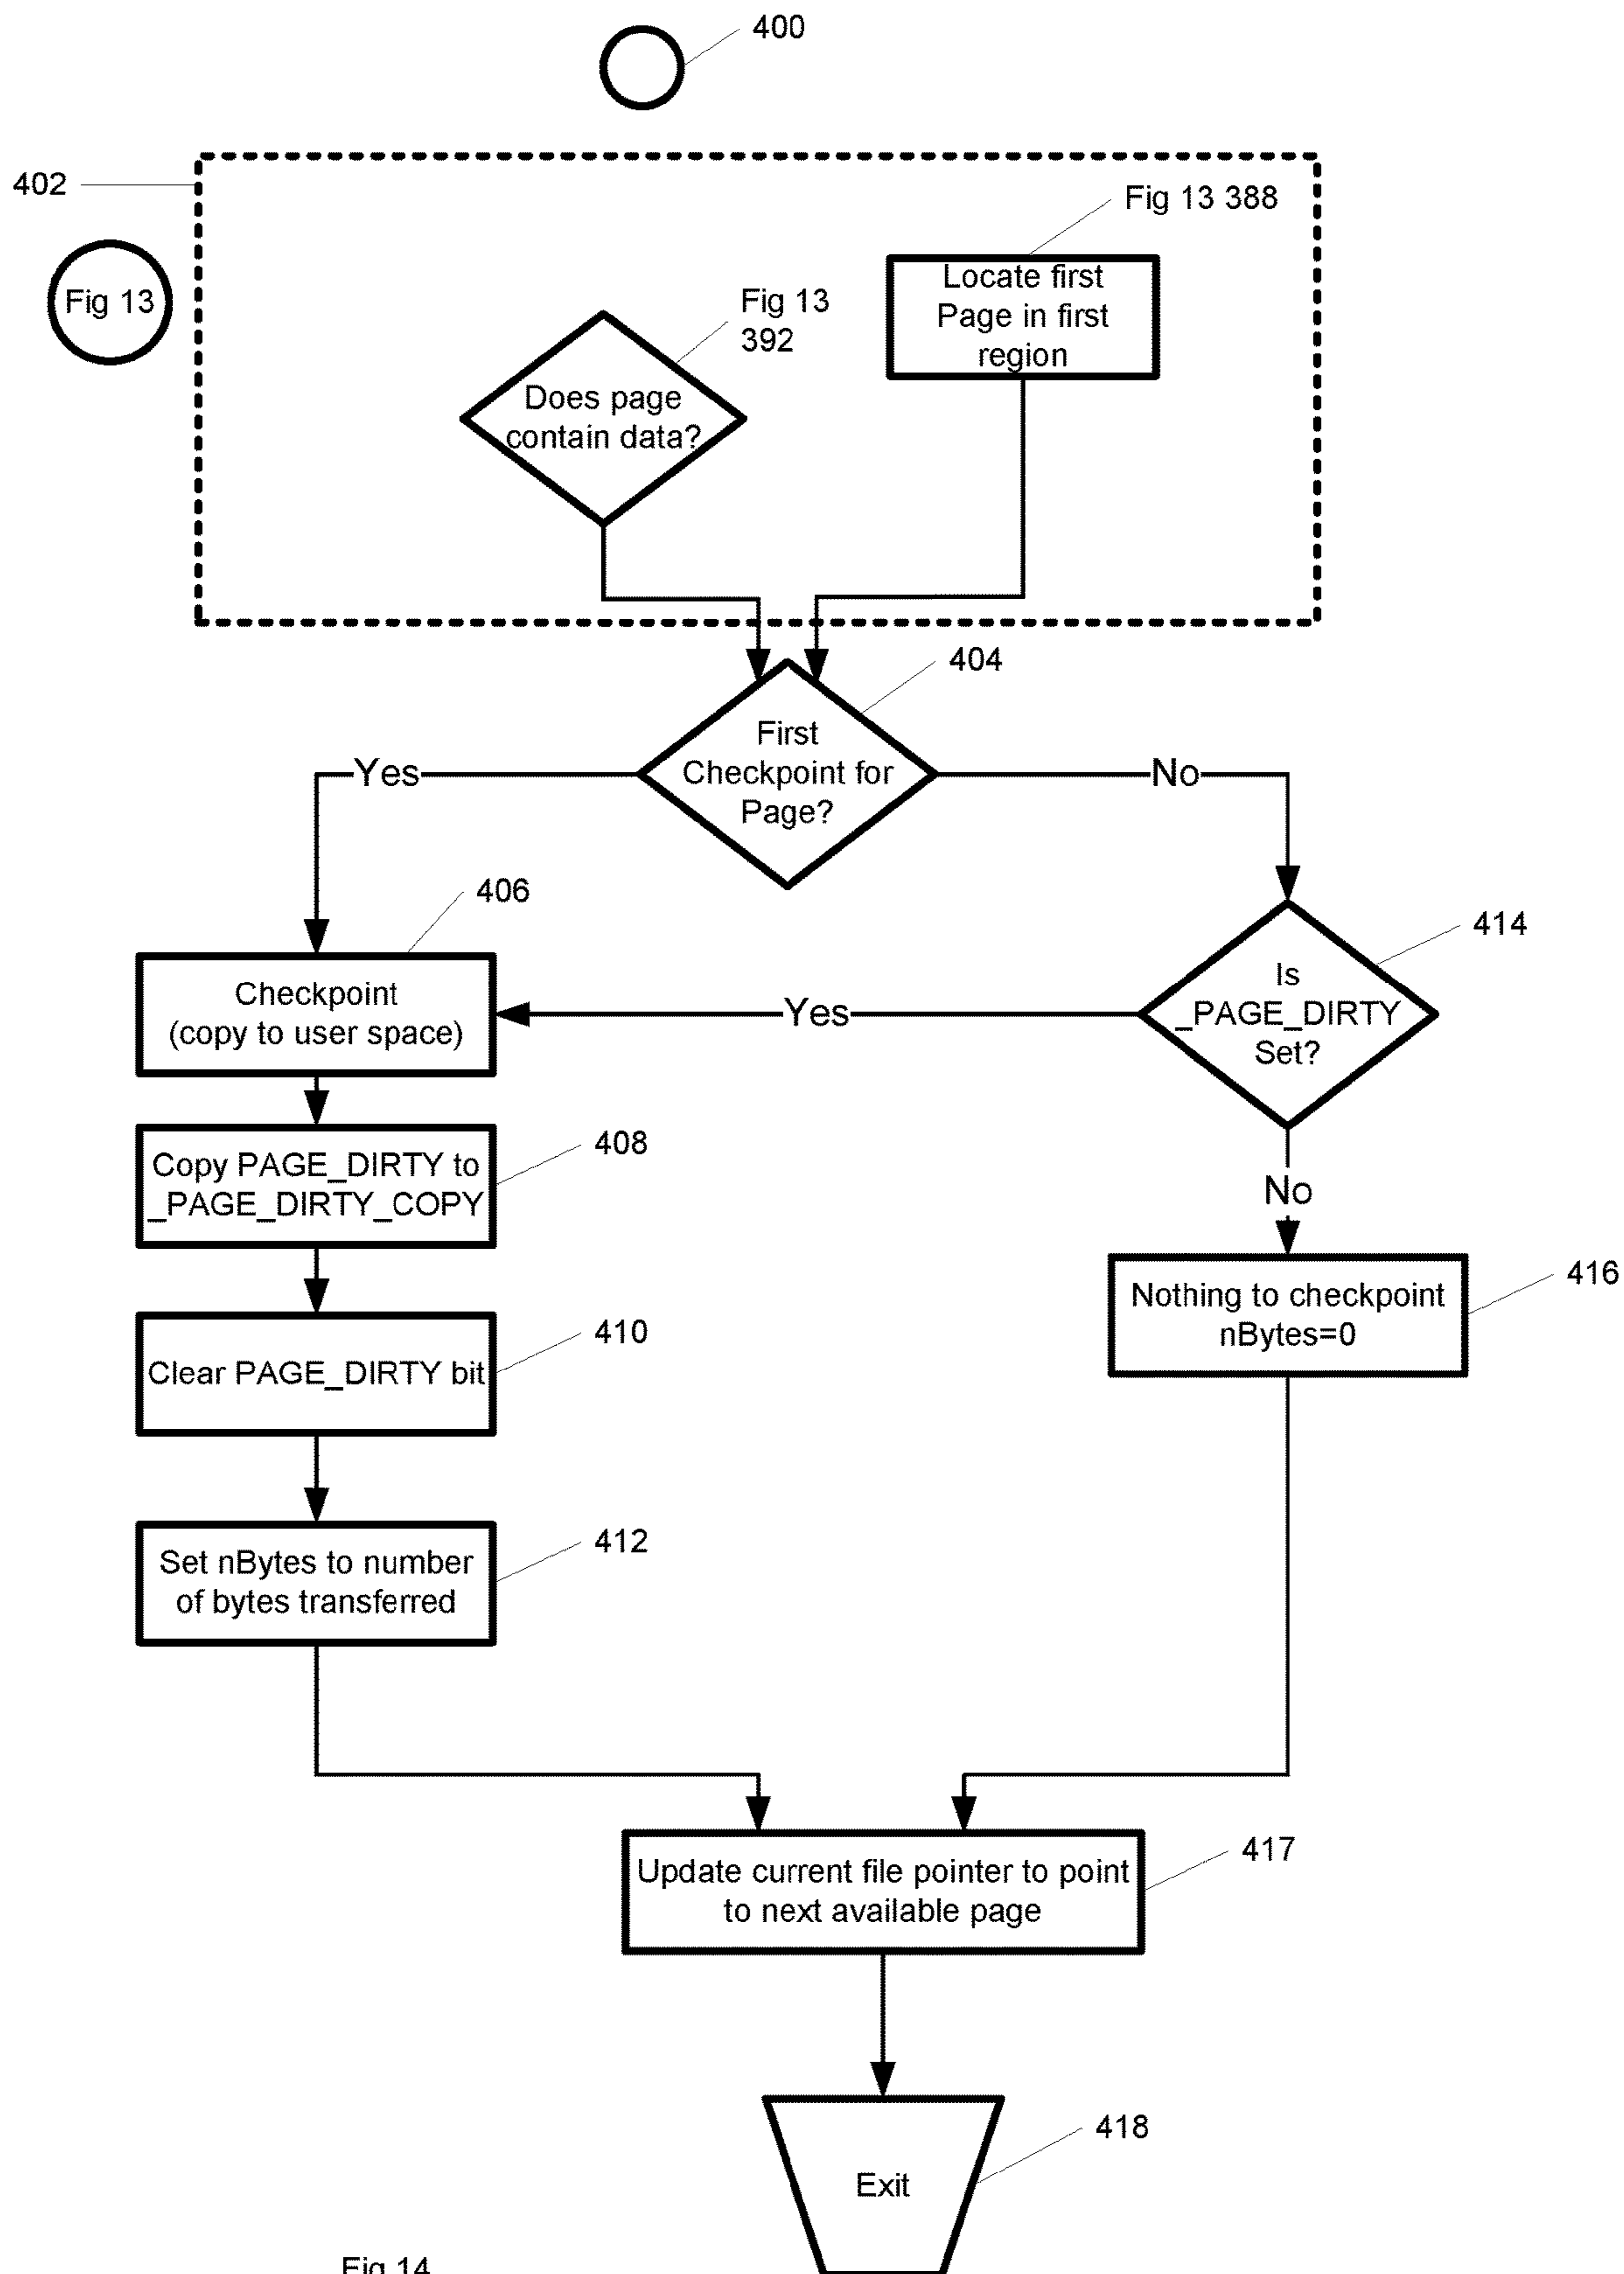 400
402
Fig 13 388
Locate first
Page in first
region
Fig 13
Fig 13
392
Does page
contain data?
404
First
Checkpoint for
Page?
Yes
No
406
414
Checkpoint
(copy to user space)
Is
_PAGE_DIRTY
Set?
Yes
408
Copy PAGE_DIRTY to
_PAGE_DIRTY_COPY
No
416
Nothing to checkpoint
nBytes=0
410
Clear PAGE_DIRTY bit
412
Set nBytes to number
of bytes transferred
417
Update current file pointer to point
to next available page
418
Exit
Fig 14